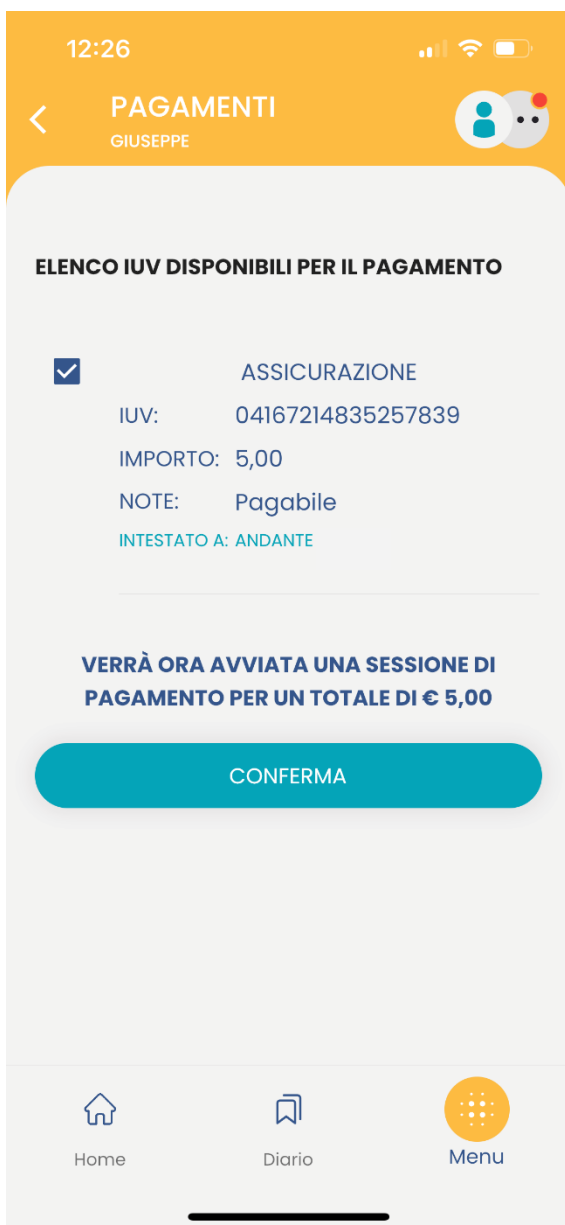 12:26
PAGAMENTI
GIUSEPPE
ELENCO IUV DISPONIBILI PER IL PAGAMENTO
ASSICURAZIONE
IUV: 04167214835257839
IMPORTO: 5,00
NOTE: Pagabile
INTESTATO A: ANDANTE
VERRÀ ORA AVVIATA UNA SESSIONE DI
PAGAMENTO PER UN TOTALE DI € 5,00
CONFERMA
Home Diario Menu